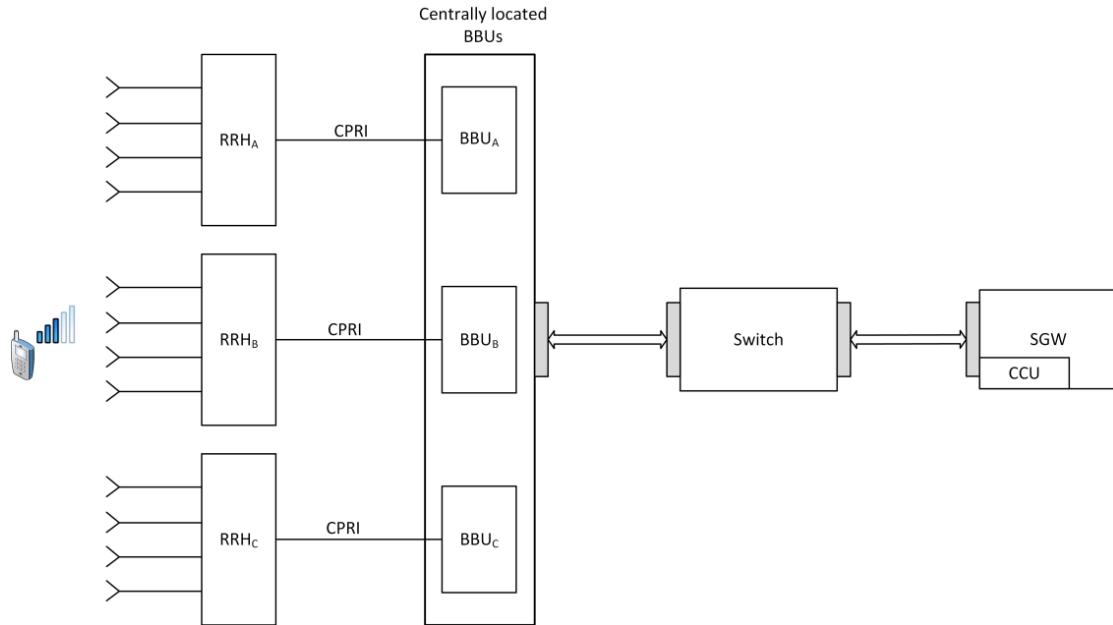 Centrally located
BBUs
RRHA
CPRI
BBUA
RRHB
CPRI
BBUB
Switch
SGW
CCU
RRHC
CPRI
BBUC